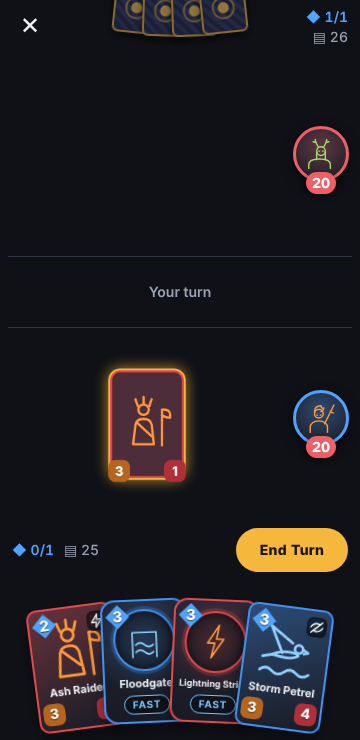 1/1
26
20
Your turn
3 1
20
0/1 25
End Turn
2 3 3 3
Ash Raide
Floodgate
Lightning Stri
Storm Petrel
FAST FAST
3 3 4